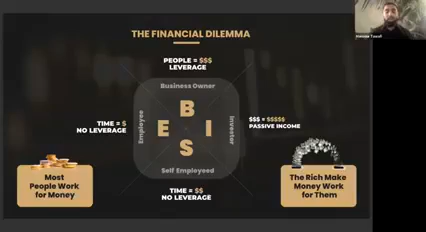 THE FINANCIAL DILEMMA
PEOPLE = $$$
LEVERAGE
Business Owner
B
TIME = $
NO LEVERAGE
Employee
E
I
Investor
$$$ = $$$$$
PASSIVE INCOME
S
Self Employeed
TIME = $$
NO LEVERAGE
Most
People Work
for Money
The Rich Make
Money Work
for Them